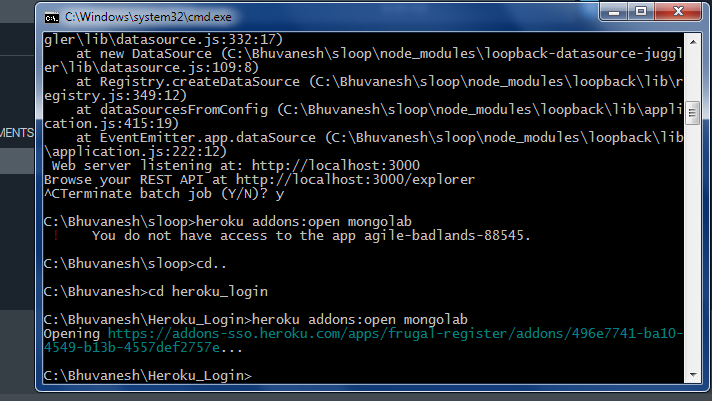 C:\Windows\system32\cmd.exe
gler\lib\datasource.js:332:17)
    at new DataSource (C:\Bhuvanesh\sloop\node_modules\loopback-datasource-juggl
er\lib\datasource.js:109:8)
    at Registry.createDataSource (C:\Bhuvanesh\sloop\node_modules\loopback\lib\r
egistry.js:349:12)
    at dataSourcesFromConfig (C:\Bhuvanesh\sloop\node_modules\loopback\lib\appli
cation.js:415:19)
    at EventEmitter.app.dataSource (C:\Bhuvanesh\sloop\node_modules\loopback\lib
\application.js:222:12)
 Web server listening at: http://localhost:3000
Browse your REST API at http://localhost:3000/explorer
^CTerminate batch job (Y/N)? y
C:\Bhuvanesh\sloop>heroku addons:open mongolab
 !    You do not have access to the app agile-badlands-88545.
C:\Bhuvanesh\sloop>cd..
C:\Bhuvanesh>cd heroku_login
C:\Bhuvanesh\Heroku_Login>heroku addons:open mongolab
Opening https://addons-sso.heroku.com/apps/frugal-register/addons/496e7741-ba10-
4549-b13b-4557def2757e...
C:\Bhuvanesh\Heroku_Login>
MENTS